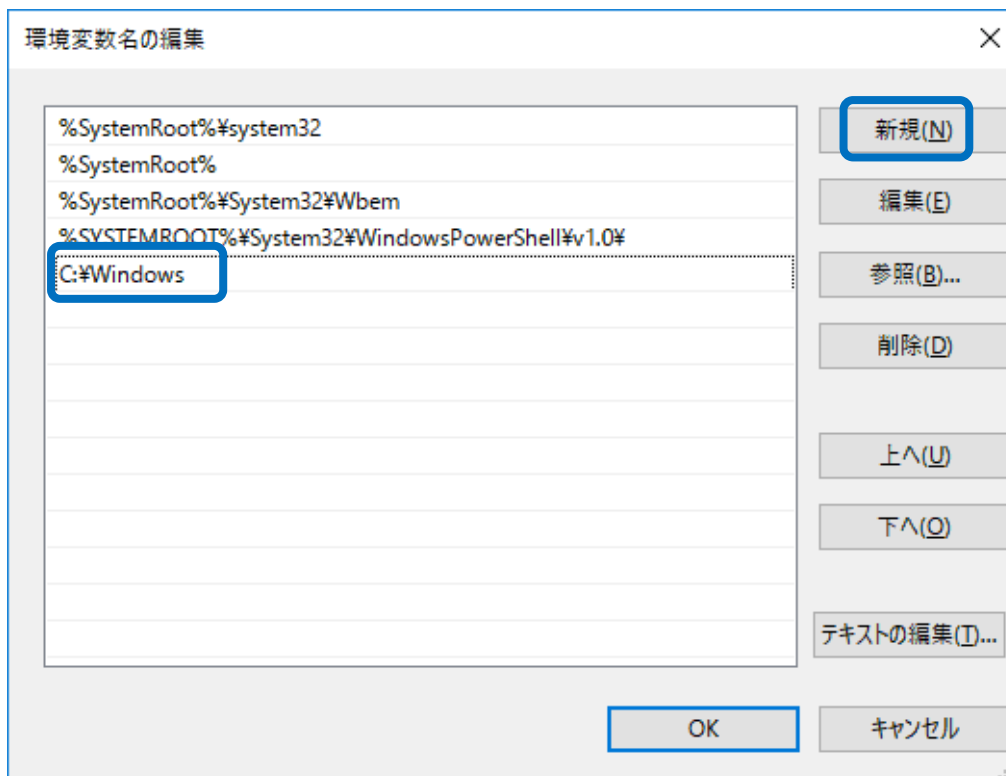 環境変数名の編集
%SystemRoot%¥system32
%SystemRoot%
%SystemRoot%¥System32¥Wbem
%SYSTEMROOT%¥System32¥WindowsPowerShell¥v1.0¥
C:¥Windows
新規(N)
編集(E)
参照(B)...
削除(D)
上へ(U)
下へ(O)
テキストの編集(T)...
OK
キャンセル